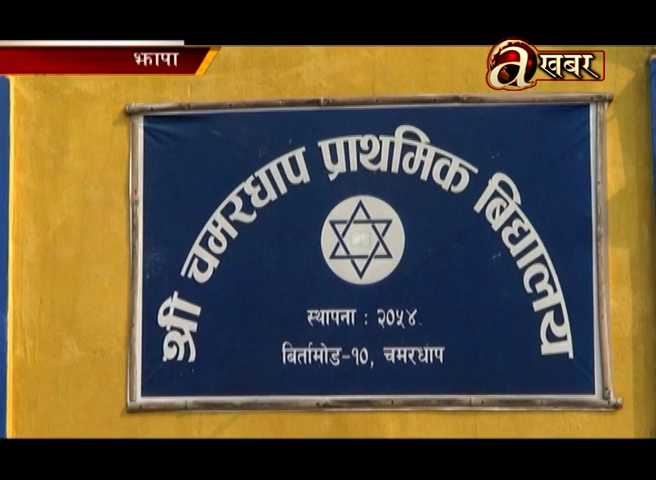 झापा
a खबर
श्री चमरधाप प्राथमिक बिद्यालय
स्थापना : २०५४
बिर्तामोड-१०, चमरधाप